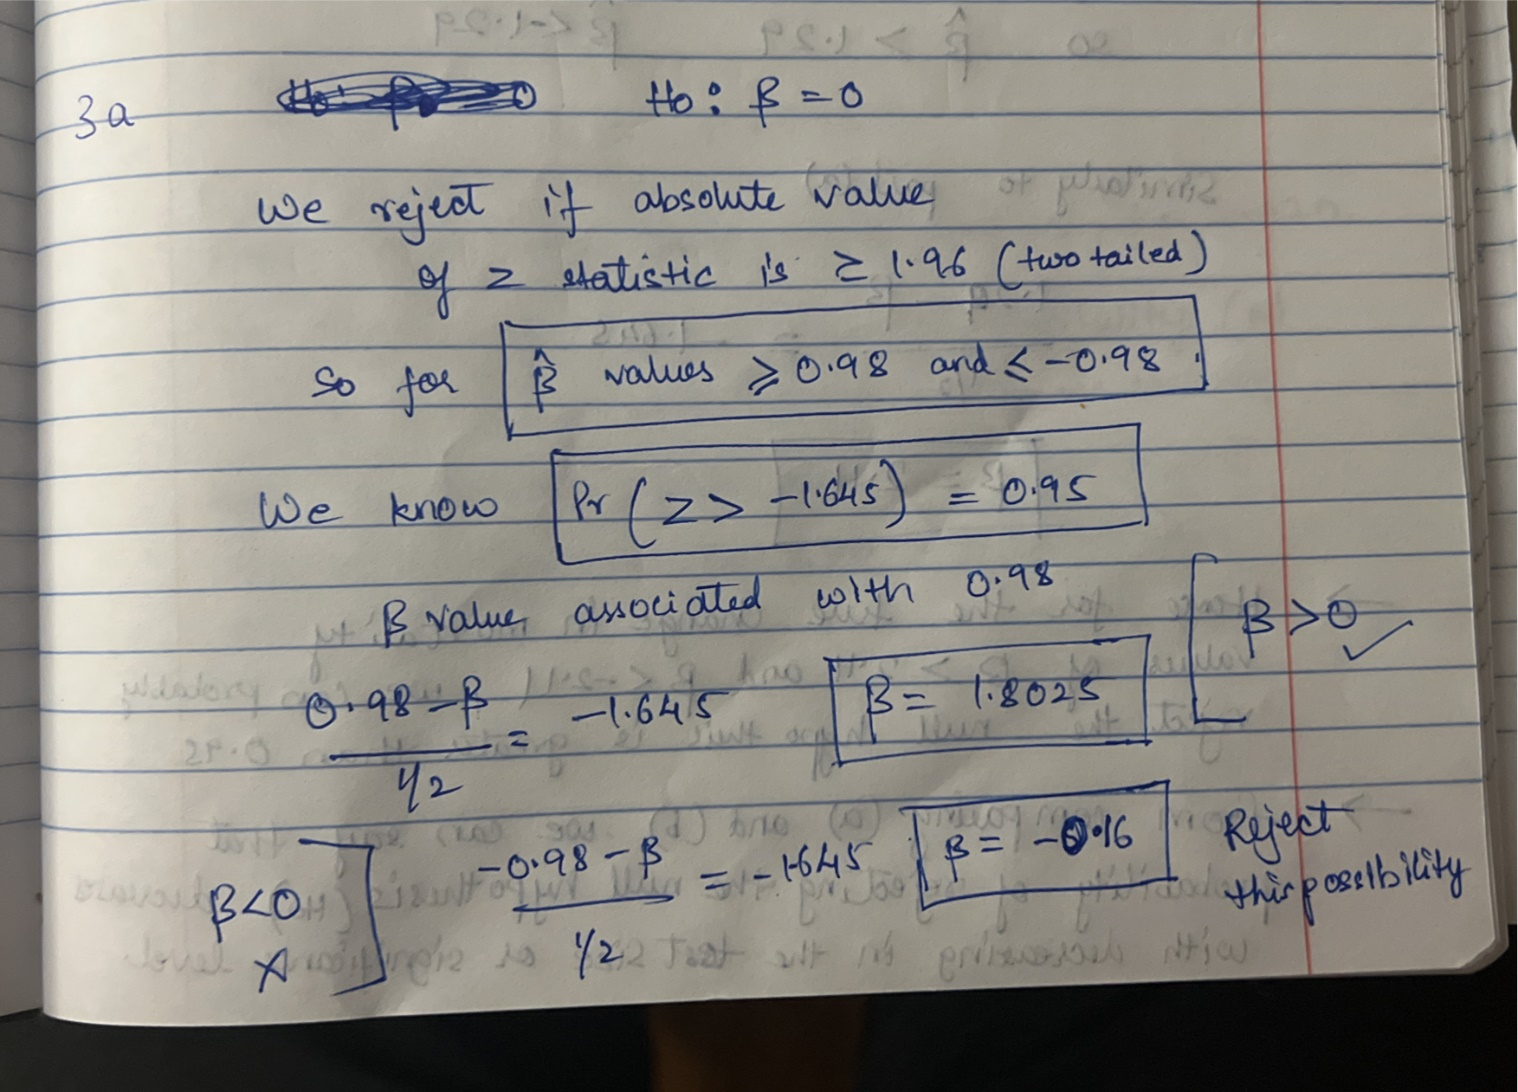 3a H₀: β = 0
We reject if absolute value
of z statistic is ≥ 1.96 (two tailed)
so for β̂ values ≥ 0.98 and ≤ -0.98.
We know Pr (Z > -1.645) = 0.95
β value associated with 0.98
β > 0 ✓
0.98 - β / 1/2 = -1.645
β = 1.8025
β < 0 ✗
-0.98 - β / 1/2 = -1.645
β = -0.16
Reject
this possibility